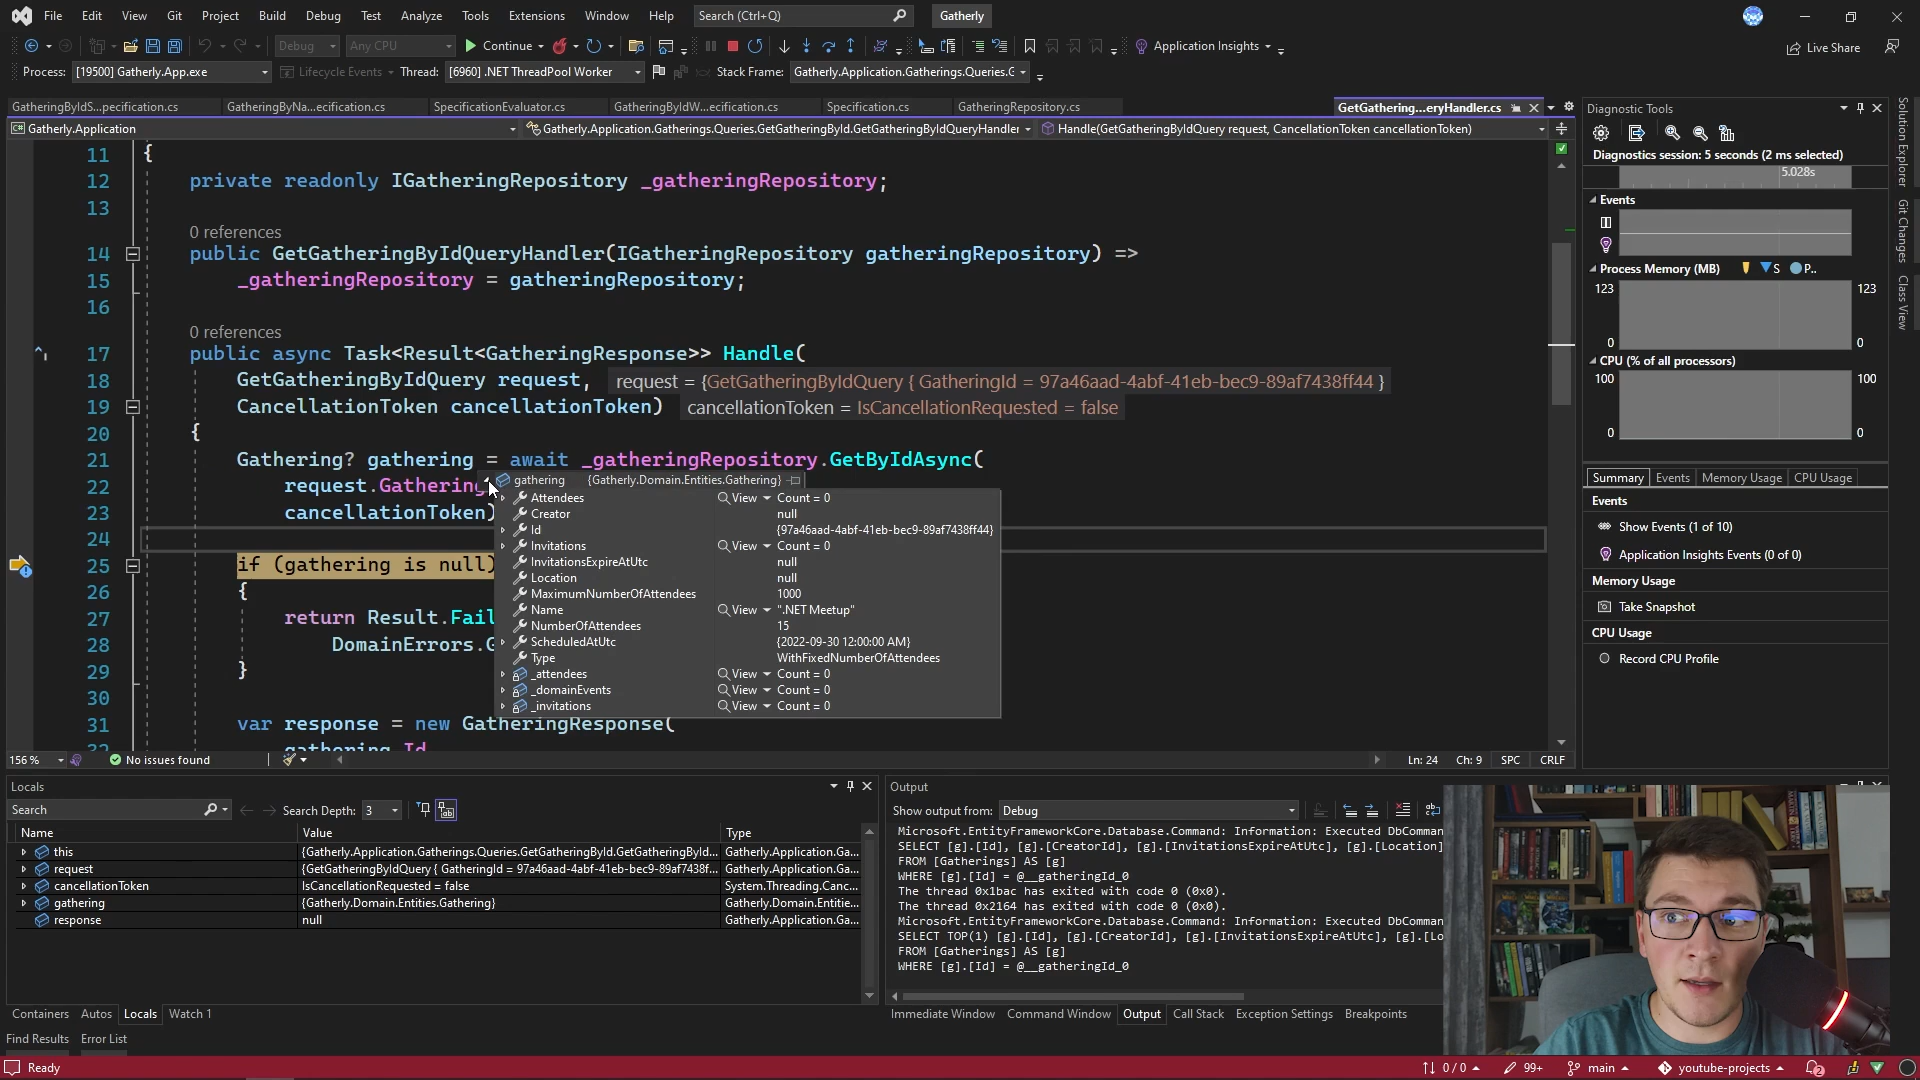 File Edit View Git Project Build Debug Test Analyze Tools Extensions Window Help Search (Ctrl+Q) Gatherly
Debug Any CPU Continue Application Insights Live Share
Process: [19500] Gatherly.App.exe Lifecycle Events Thread: [6960] .NET ThreadPool Worker Stack Frame: Gatherly.Application.Gatherings.Queries.G
GatheringByIdS...pecification.cs GatheringByNa...ecification.cs SpecificationEvaluator.cs GatheringByIdW...ecification.cs Specification.cs GatheringRepository.cs GetGathering...eryHandler.cs
Gatherly.Application Gatherly.Application.Gatherings.Queries.GetGatheringById.GetGatheringByIdQueryHandler Handle(GetGatheringByIdQuery request, CancellationToken cancellationToken)
11 {
12 private readonly IGatheringRepository _gatheringRepository;
13
0 references
14 public GetGatheringByIdQueryHandler(IGatheringRepository gatheringRepository) =>
15 _gatheringRepository = gatheringRepository;
16
0 references
17 public async Task<Result<GatheringResponse>> Handle(
18 GetGatheringByIdQuery request, request = {GetGatheringByIdQuery { GatheringId = 97a46aad-4abf-41eb-bec9-89af7438ff44 }
19 CancellationToken cancellationToken) cancellationToken = IsCancellationRequested = false
20 {
21 Gathering? gathering = await _gatheringRepository.GetByIdAsync(
22 request.Gathering
23 cancellationToken)
24
25 if (gathering is null)
26 {
27 return Result.Fail
28 DomainErrors.G
29 }
30
31 var response = new GatheringResponse(
32 gathering.Id
gathering {Gatherly.Domain.Entities.Gathering}
Attendees View Count = 0
Creator null
Id {97a46aad-4abf-41eb-bec9-89af7438ff44}
Invitations View Count = 0
InvitationsExpireAtUtc null
Location null
MaximumNumberOfAttendees 1000
Name View ".NET Meetup"
NumberOfAttendees 15
ScheduledAtUtc {2022-09-30 12:00:00 AM}
Type WithFixedNumberOfAttendees
_attendees View Count = 0
_domainEvents View Count = 0
_invitations View Count = 0
156 % No issues found Ln: 24 Ch: 9 SPC CRLF
Diagnostic Tools
Diagnostics session: 5 seconds (2 ms selected)
5.028s
Events
Process Memory (MB) S P..
123 123
0 0
CPU (% of all processors)
100 100
0 0
Summary Events Memory Usage CPU Usage
Events
Show Events (1 of 10)
Application Insights Events (0 of 0)
Memory Usage
Take Snapshot
CPU Usage
Record CPU Profile
Solution Explorer
Git Changes
Class View
Locals
Search Search Depth: 3
Name Value Type
this {Gatherly.Application.Gatherings.Queries.GetGatheringById.GetGatheringById... Gatherly.Application.Ga...
request {GetGatheringByIdQuery { GatheringId = 97a46aad-4abf-41eb-bec9-89af7438f... Gatherly.Application.Ga...
cancellationToken IsCancellationRequested = false System.Threading.Canc...
gathering {Gatherly.Domain.Entities.Gathering} Gatherly.Domain.Entitie...
response null Gatherly.Application.Ga...
Containers Autos Locals Watch 1
Find Results Error List
Output
Show output from: Debug
Microsoft.EntityFrameworkCore.Database.Command: Information: Executed DbComman
SELECT [g].[Id], [g].[CreatorId], [g].[InvitationsExpireAtUtc], [g].[Location]
FROM [Gatherings] AS [g]
WHERE [g].[Id] = @__gatheringId_0
The thread 0x1bac has exited with code 0 (0x0).
The thread 0x2164 has exited with code 0 (0x0).
Microsoft.EntityFrameworkCore.Database.Command: Information: Executed DbComman
SELECT TOP(1) [g].[Id], [g].[CreatorId], [g].[InvitationsExpireAtUtc], [g].[Lo
FROM [Gatherings] AS [g]
WHERE [g].[Id] = @__gatheringId_0
Immediate Window Command Window Output Call Stack Exception Settings Breakpoints
Ready 0 / 0 99+ main youtube-projects 2